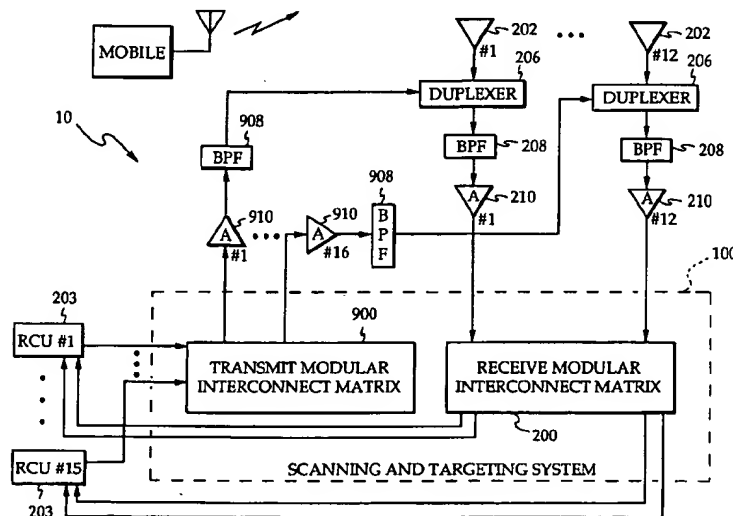 MOBILE
202
#1
202
#12
206
DUPLEXER
206
DUPLEXER
10
908
BPF
BPF
208
BPF
208
910
A
#1
910
A
#16
908
B
P
F
A
210
#1
A
210
#12
100
203
RCU #1
900
TRANSMIT MODULAR
INTERCONNECT MATRIX
RECEIVE MODULAR
INTERCONNECT MATRIX
200
RCU #15
203
SCANNING AND TARGETING SYSTEM